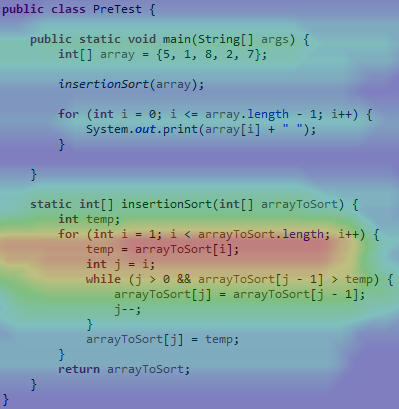 public class PreTest {
public static void main(String[] args) {
int[] array = {5, 1, 8, 2, 7};
insertionSort(array);
for (int i = 0; i <= array.length - 1; i++) {
System.out.print(array[i] + " ");
}
}
static int[] insertionSort(int[] arrayToSort) {
int temp;
for (int i = 1; i < arrayToSort.length; i++) {
temp = arrayToSort[i];
int j = i;
while (j > 0 && arrayToSort[j - 1] > temp) {
arrayToSort[j] = arrayToSort[j - 1];
j--;
}
arrayToSort[j] = temp;
}
return arrayToSort;
}
}